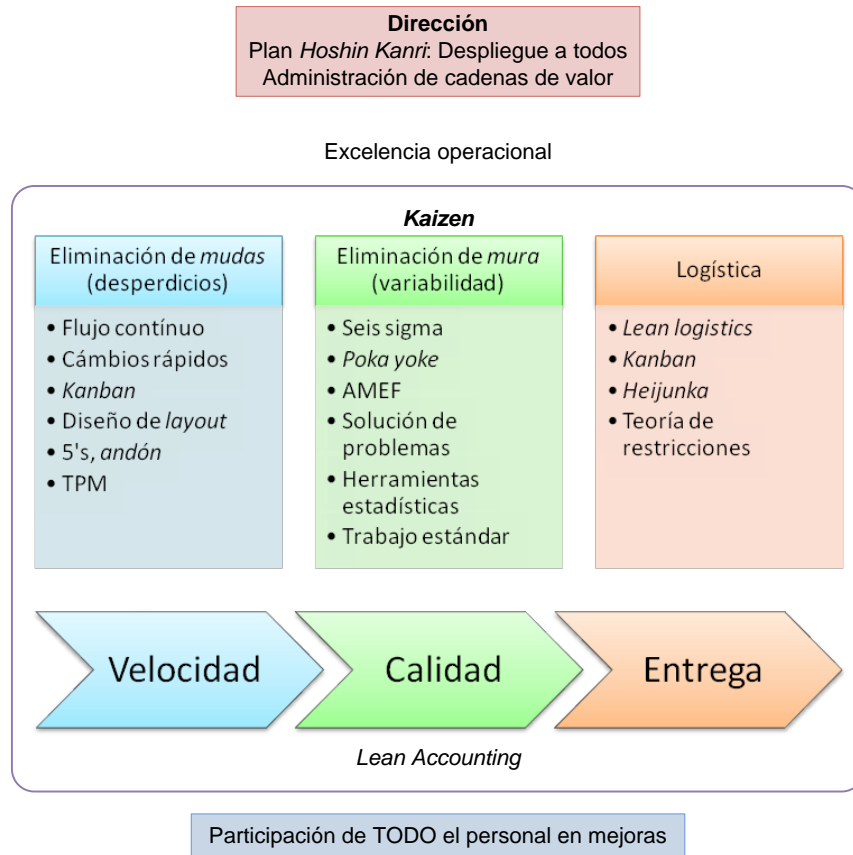 Dirección
Plan Hoshin Kanri: Despliegue a todos
Administración de cadenas de valor
Excelencia operacional
Kaizen
Eliminación de mudas
(desperdicios)
• Flujo contínuo
• Cámbios rápidos
• Kanban
• Diseño de layout
• 5's, andón
• TPM
Eliminación de mura
(variabilidad)
• Seis sigma
• Poka yoke
• AMEF
• Solución de
problemas
• Herramientas
estadísticas
• Trabajo estándar
Logística
• Lean logistics
• Kanban
• Heijunka
• Teoría de
restricciones
Velocidad
Calidad
Entrega
Lean Accounting
Participación de TODO el personal en mejoras